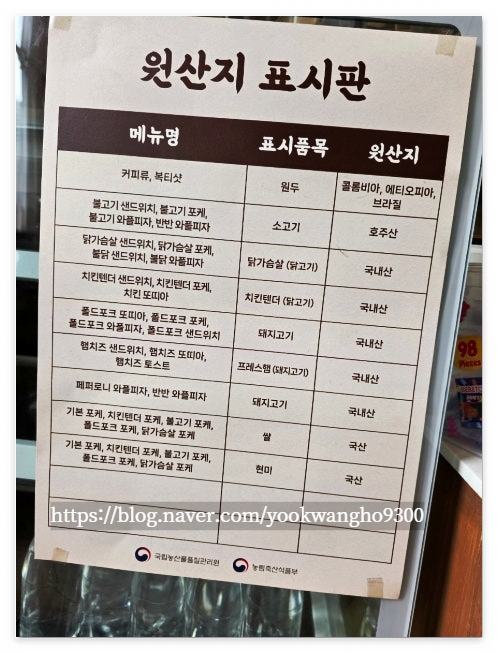 원산지 표시판
메뉴명 표시품목 원산지
커피류, 복티샷 원두 콜롬비아, 에티오피아,
브라질
불고기 샌드위치, 불고기 포케,
불고기 와플피자, 반반 와플피자 소고기 호주산
닭가슴살 샌드위치, 닭가슴살 포케,
불닭 샌드위치, 불닭 와플피자 닭가슴살 (닭고기) 국내산
치킨텐더 샌드위치, 치킨텐더 포케,
치킨 또띠아 치킨텐더 (닭고기) 국내산
폴드포크 또띠아, 폴드포크 포케,
폴드포크 와플피자, 폴드포크 샌드위치 돼지고기 국내산
햄치즈 샌드위치, 햄치즈 또띠아,
햄치즈 토스트 프레스햄 (돼지고기) 국내산
페퍼로니 와플피자, 반반 와플피자 돼지고기 국내산
기본 포케, 치킨텐더 포케, 불고기 포케,
폴드포크 포케, 닭가슴살 포케 쌀 국산
기본 포케, 치킨텐더 포케, 불고기 포케,
폴드포크 포케, 닭가슴살 포케 현미 국산
https://blog.naver.com/yookwangho9300
국립농산물품질관리원 농림축산식품부
98
PIECES